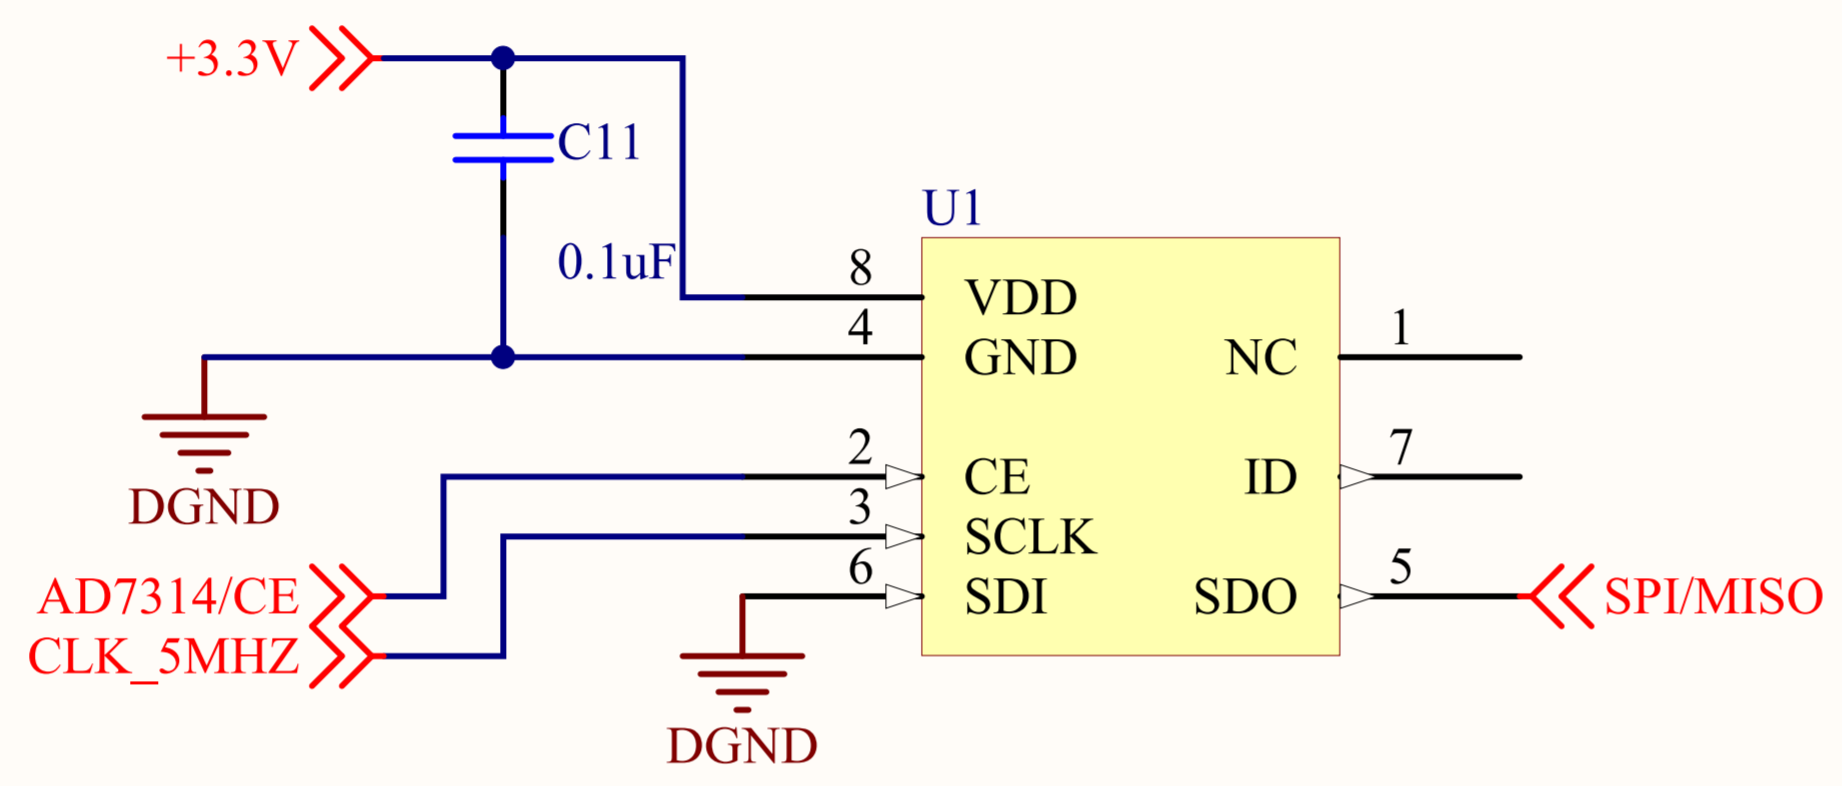 +3.3V
C11
U1
0.1uF
8
VDD
4
GND
NC
1
2
CE
ID
7
3
SCLK
6
SDI
SDO
5
DGND
AD7314/CE
CLK_5MHZ
SPI/MISO
DGND